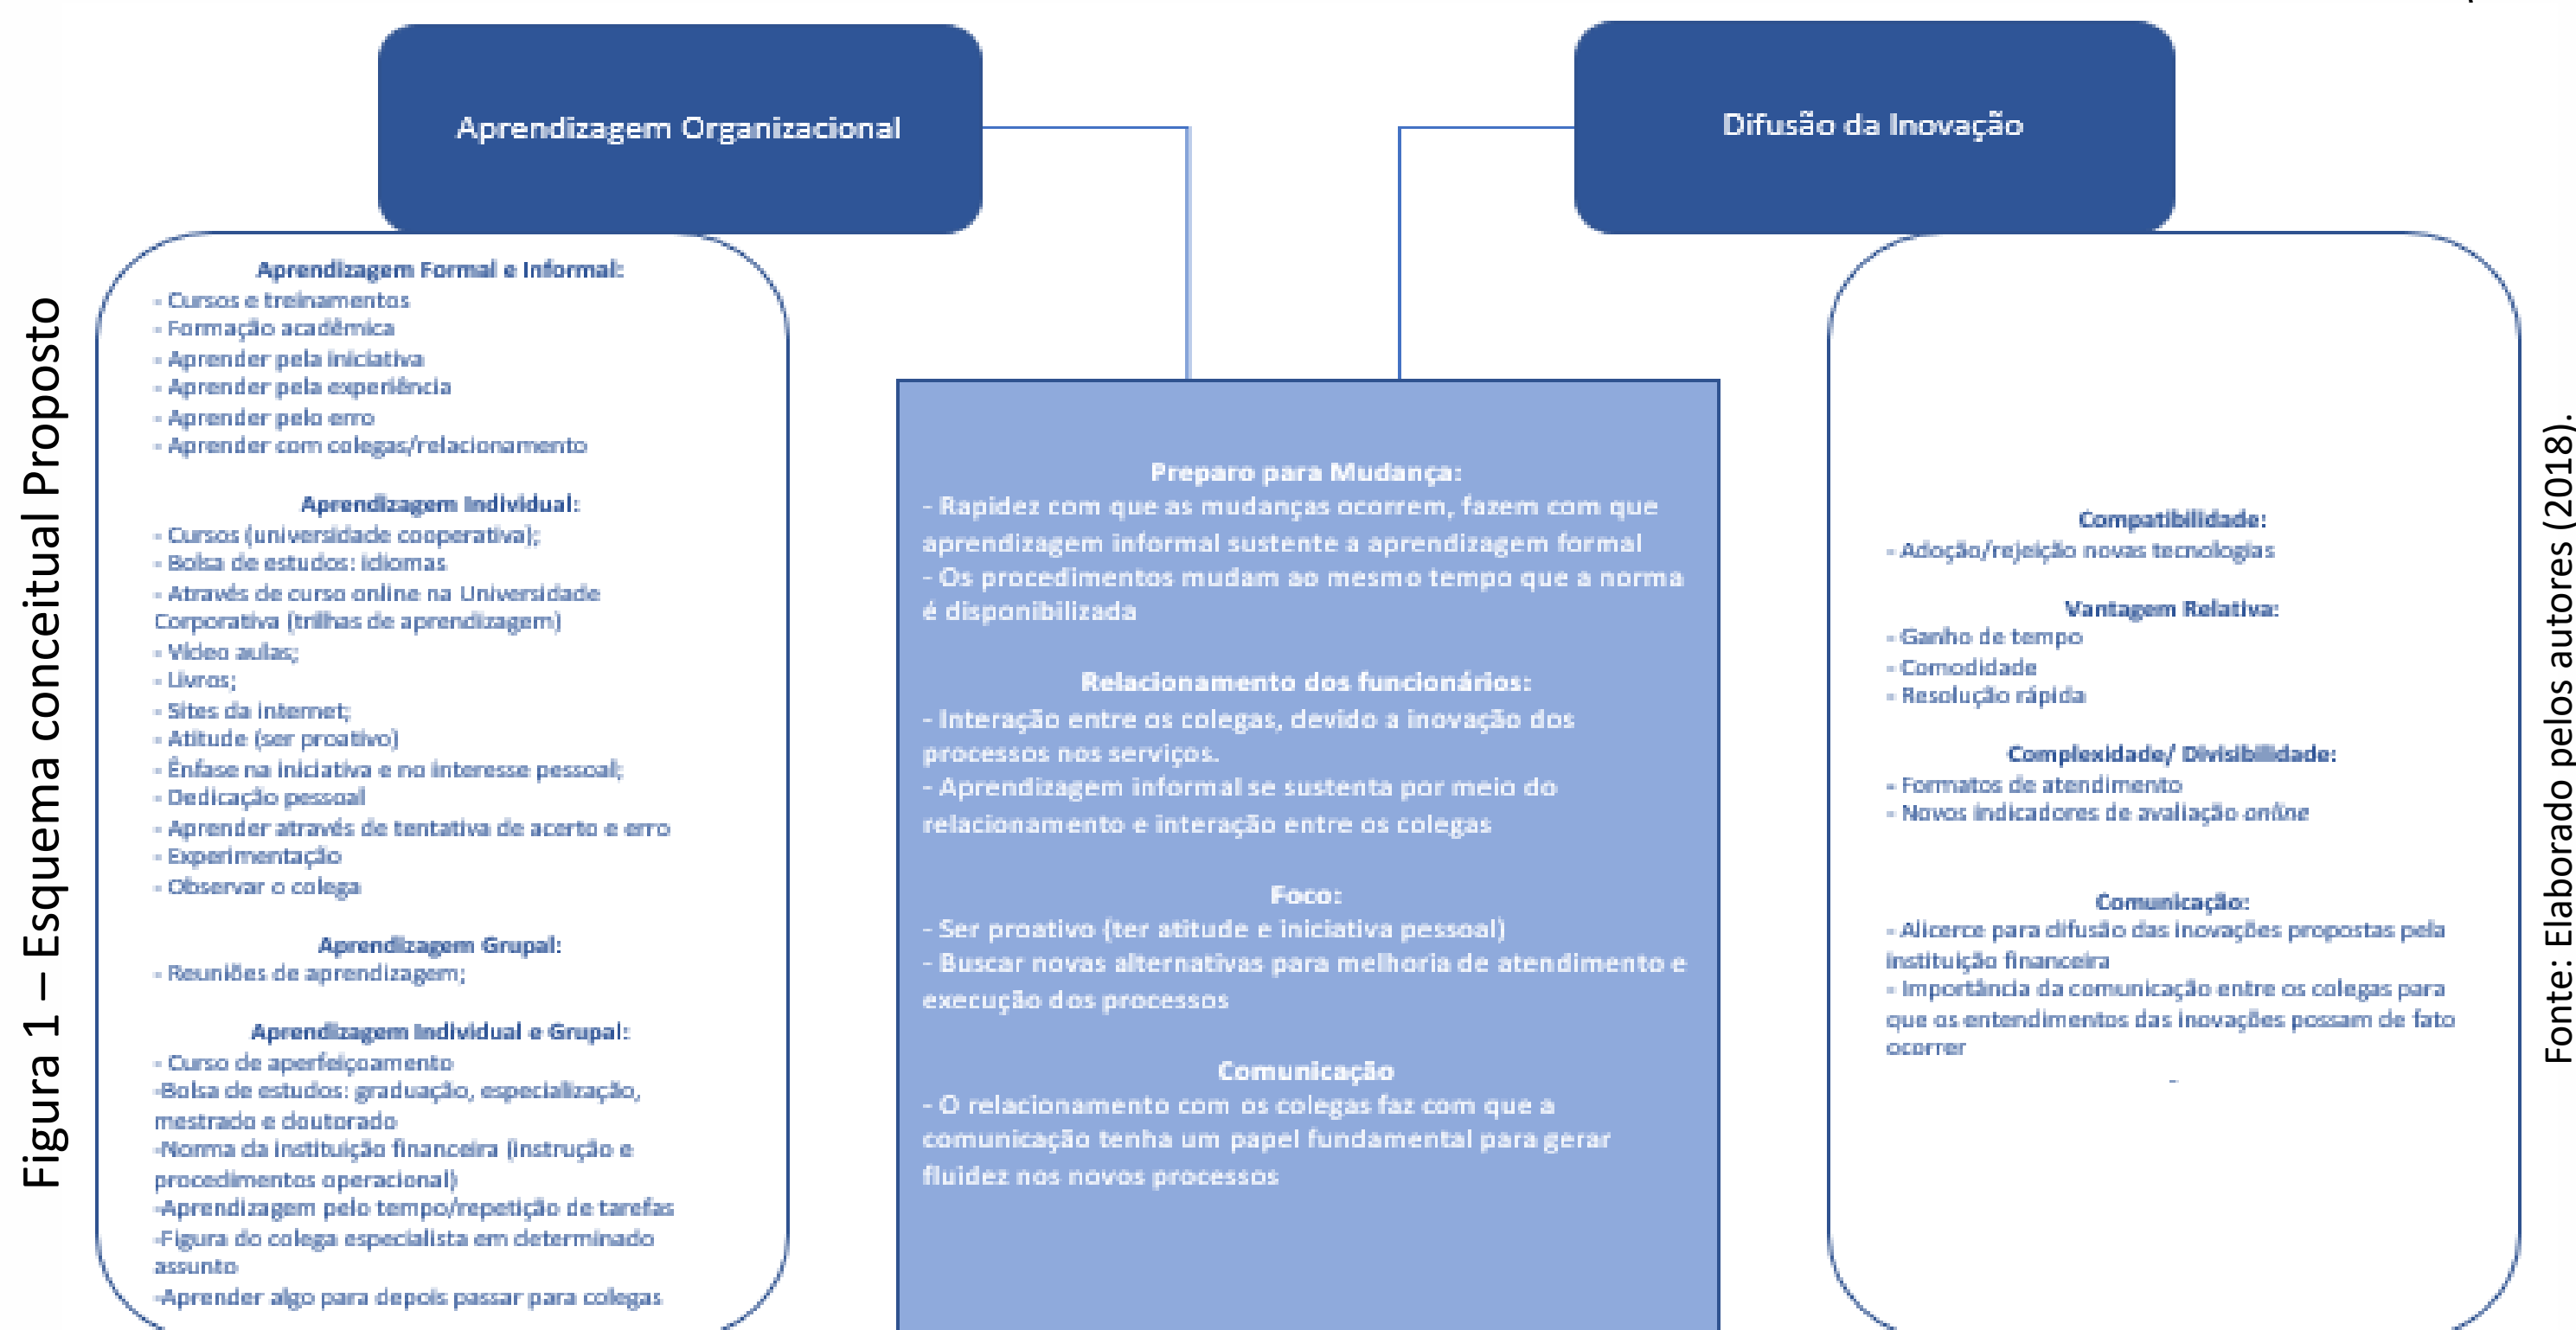 Figura 1 – Esquema conceitual Proposto
Aprendizagem Organizacional
Aprendizagem Formal e Informal:
- Cursos e treinamentos
- Formação acadêmica
- Aprender pela iniciativa
- Aprender pela experiência
- Aprender pelo erro
- Aprender com colegas/relacionamento
Aprendizagem Individual:
- Cursos (universidade cooperativa);
- Bolsa de estudos: idiomas
- Através de curso online na Universidade
Corporativa (trilhas de aprendizagem)
- Vídeo aulas;
- Livros;
- Sites da internet;
- Atitude (ser proativo)
- Ênfase na iniciativa e no interesse pessoal;
- Dedicação pessoal
- Aprender através de tentativa de acerto e erro
- Experimentação
- Observar o colega
Aprendizagem Grupal:
- Reuniões de aprendizagem;
Aprendizagem Individual e Grupal:
- Curso de aperfeiçoamento
-Bolsa de estudos: graduação, especialização,
mestrado e doutorado
-Norma da instituição financeira (instrução e
procedimentos operacional)
-Aprendizagem pelo tempo/repetição de tarefas
-Figura do colega especialista em determinado
assunto
-Aprender algo para depois passar para colegas
Preparo para Mudança:
- Rapidez com que as mudanças ocorrem, fazem com que
aprendizagem informal sustente a aprendizagem formal
- Os procedimentos mudam ao mesmo tempo que a norma
é disponibilizada
Relacionamento dos funcionários:
- Interação entre os colegas, devido a inovação dos
processos nos serviços.
- Aprendizagem informal se sustenta por meio do
relacionamento e interação entre os colegas
Foco:
- Ser proativo (ter atitude e iniciativa pessoal)
- Buscar novas alternativas para melhoria de atendimento e
execução dos processos
Comunicação
- O relacionamento com os colegas faz com que a
comunicação tenha um papel fundamental para gerar
fluidez nos novos processos
Difusão da Inovação
Compatibilidade:
- Adoção/rejeição novas tecnologias
Vantagem Relativa:
- Ganho de tempo
- Comodidade
- Resolução rápida
Complexidade/ Divisibilidade:
- Formatos de atendimento
- Novos indicadores de avaliação online
Comunicação:
- Alicerce para difusão das inovações propostas pela
instituição financeira
- Importância da comunicação entre os colegas para
que os entendimentos das inovações possam de fato
ocorrer
-
Fonte: Elaborado pelos autores (2018).